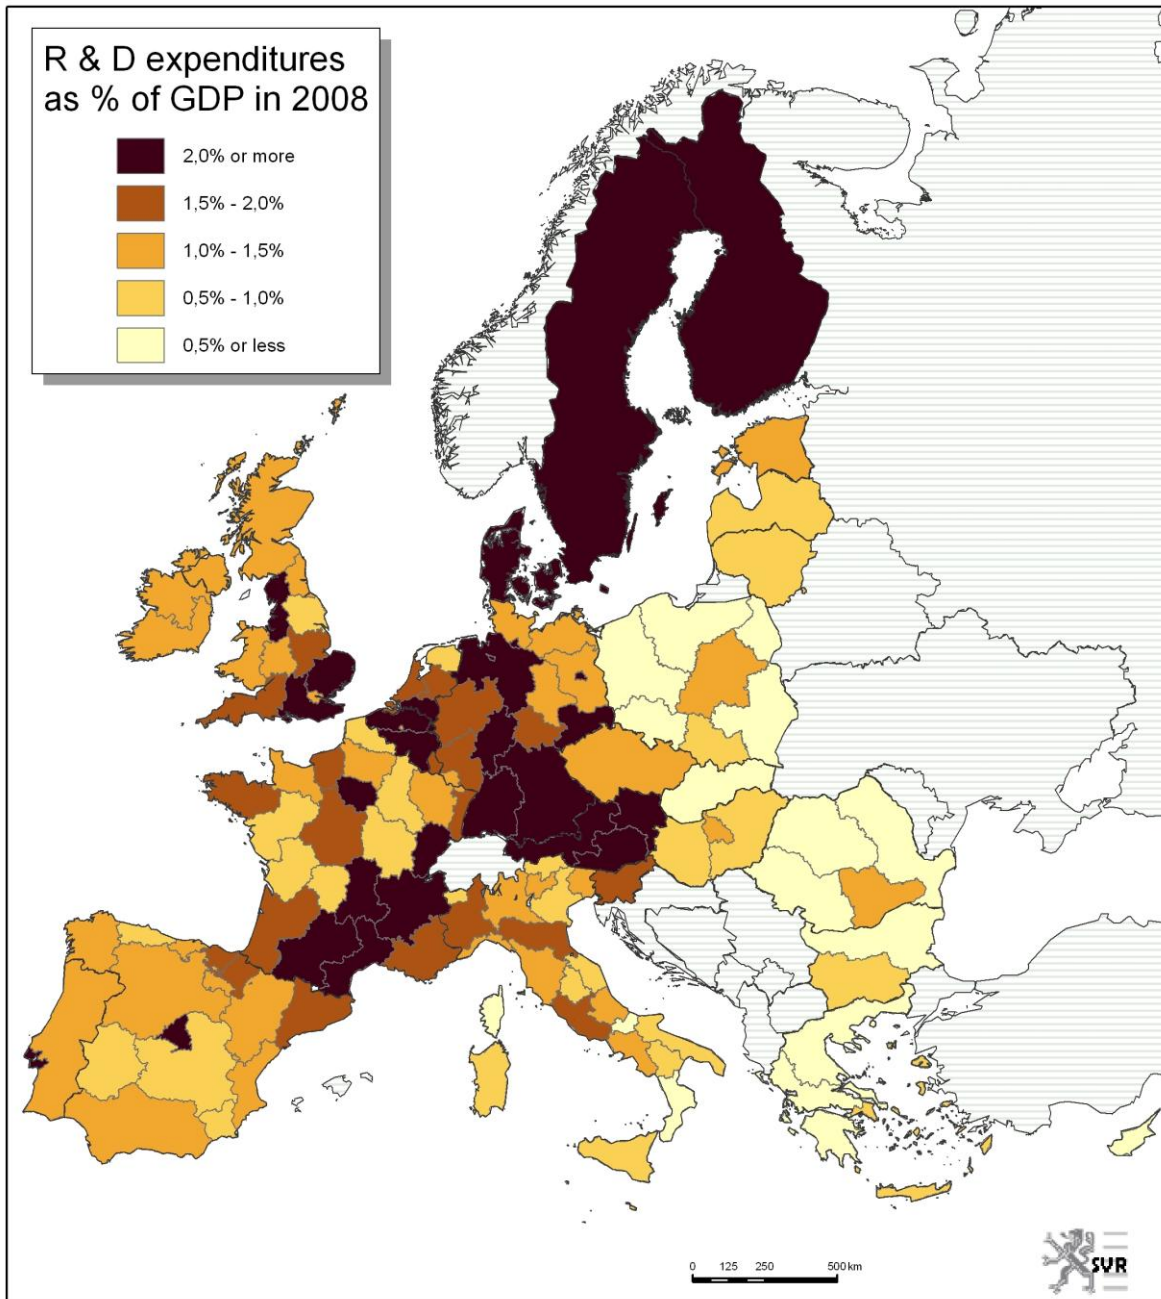 R & D expenditures
as % of GDP in 2008
2,0% or more
1,5% - 2,0%
1,0% - 1,5%
0,5% - 1,0%
0,5% or less
0 125 250 500 km
SVR